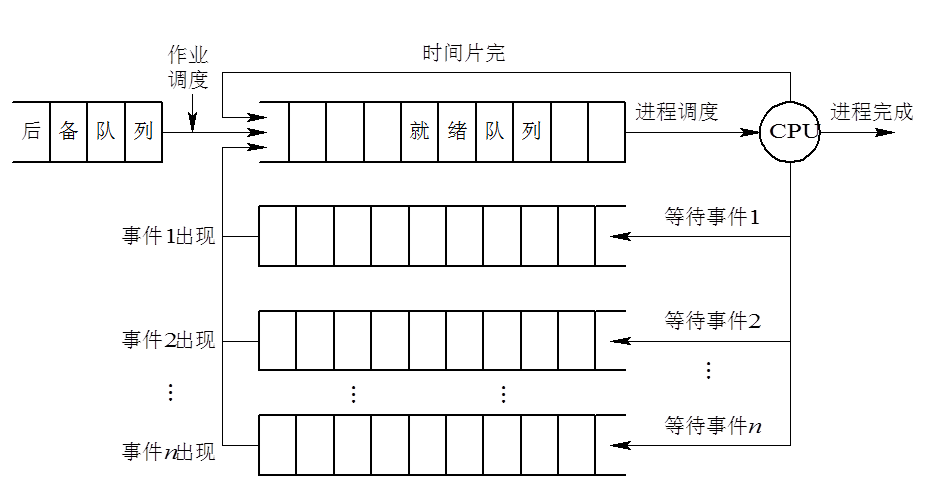 作业
调度
时间片完
后备队列
就绪队列
进程调度
CPU
进程完成
事件1出现
等待事件1
事件2出现
等待事件2
⋮
⋮
⋮
⋮
事件n出现
等待事件n